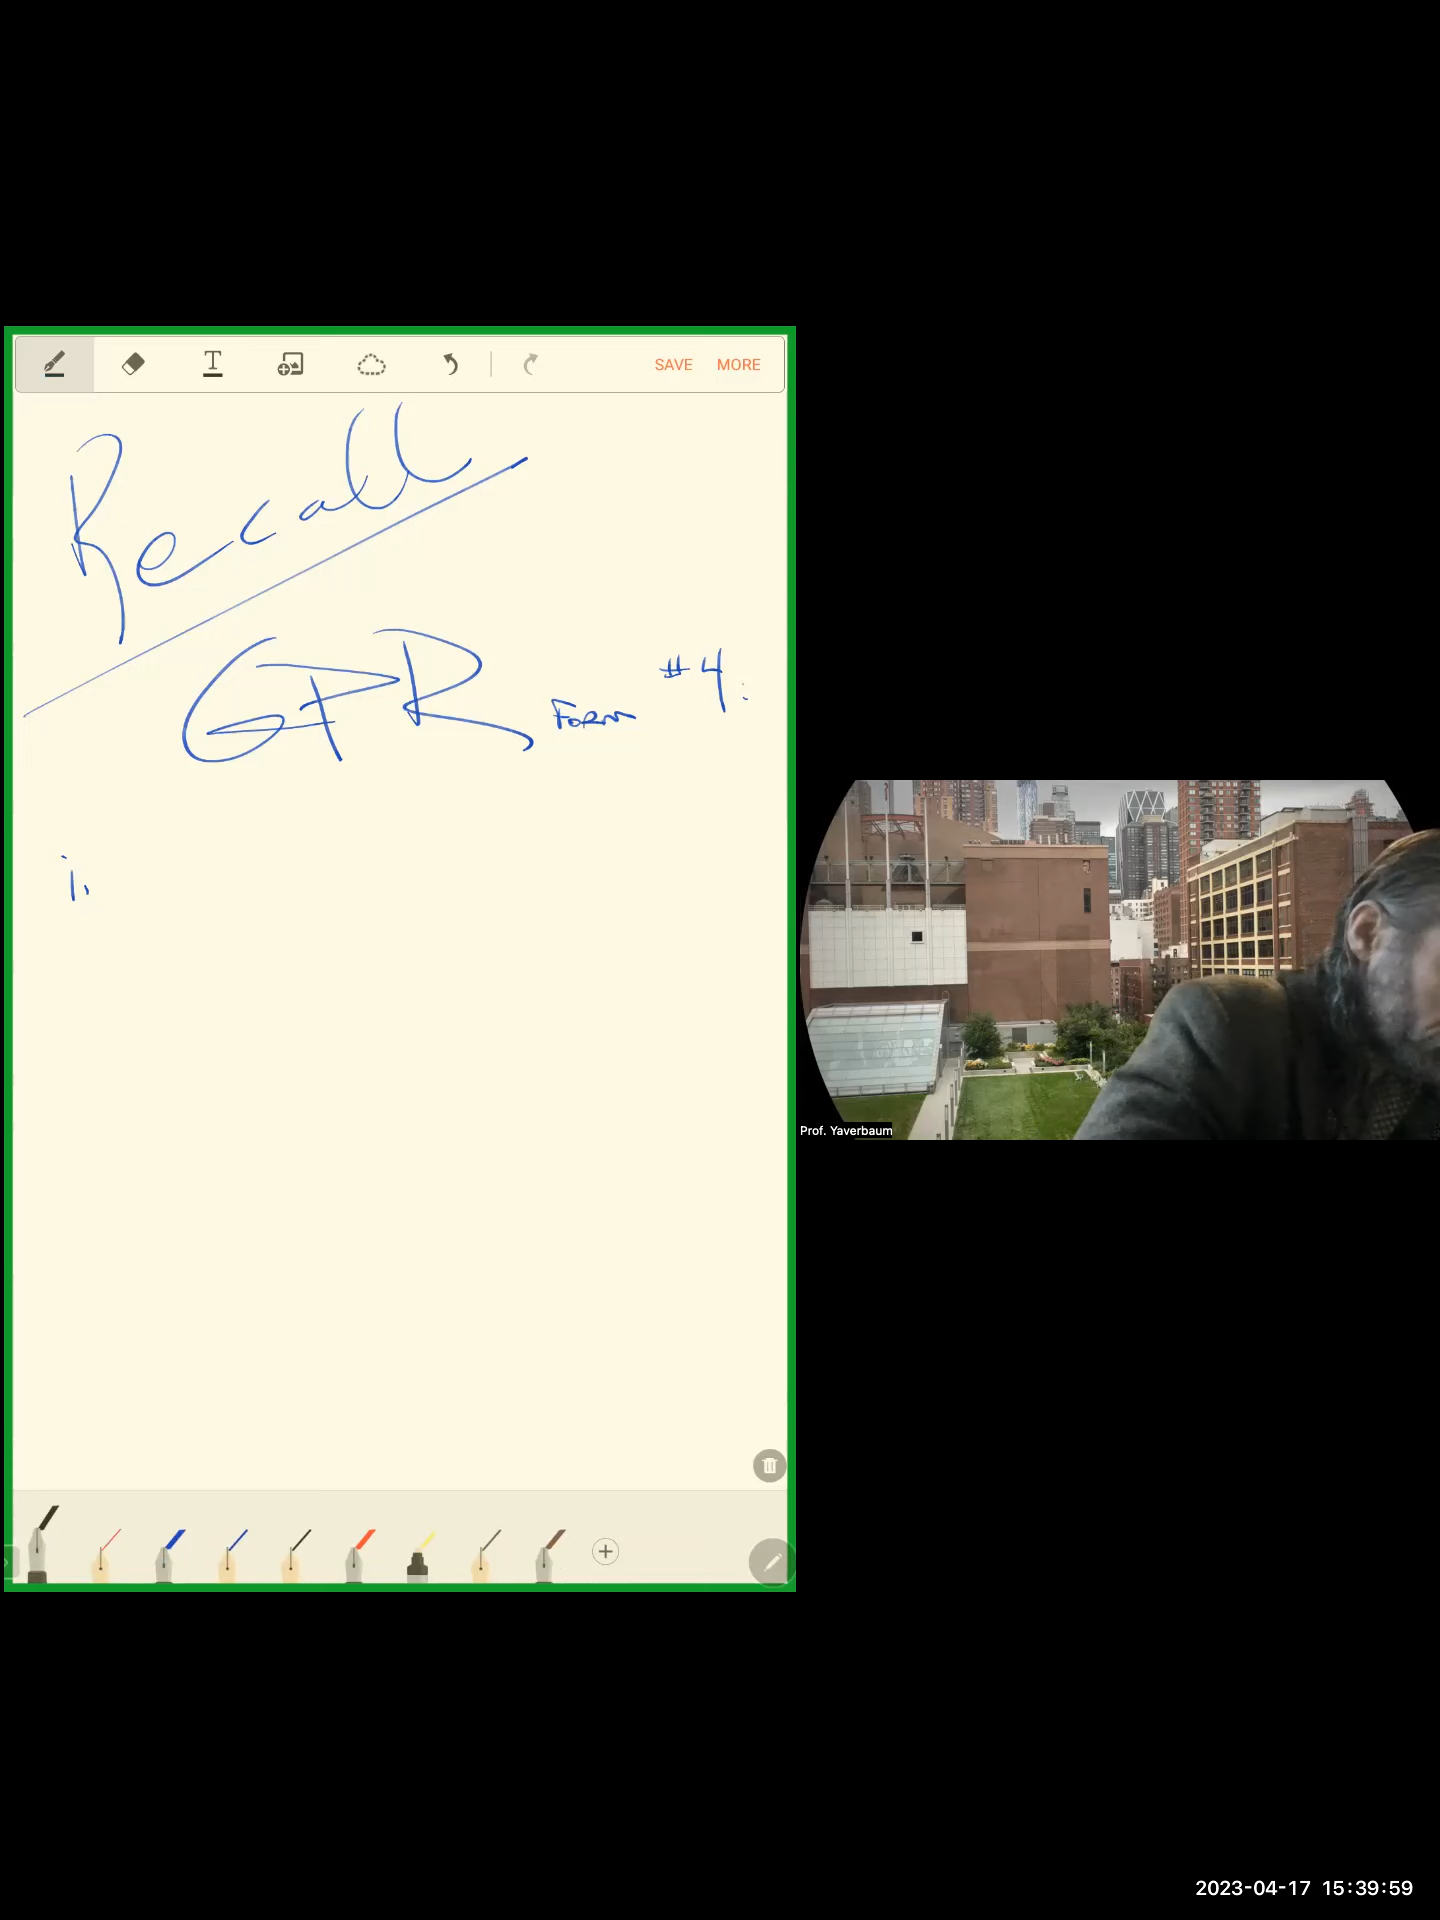 T
SAVE MORE
Recall
GPR Form #4:
i.
Prof. Yaverbaum
2023-04-17 15:39:59